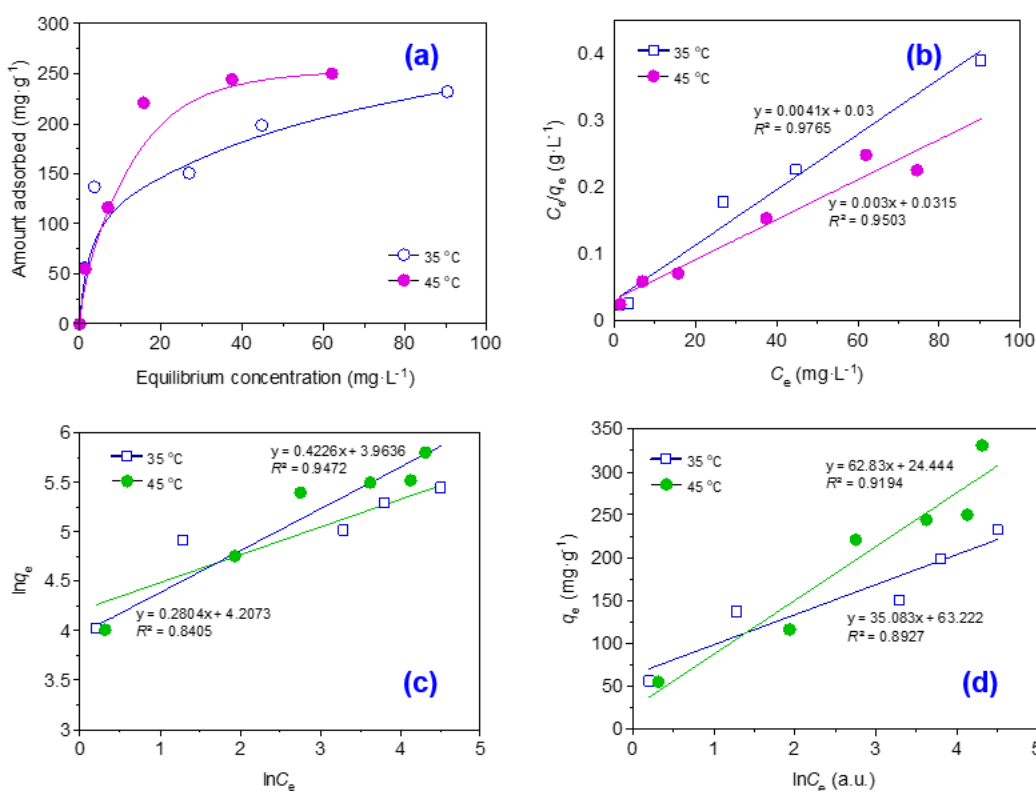 (a)
300
250
200
150
100
50
0
Amount adsorbed (mg·g⁻¹)
35 °C
45 °C
0 20 40 60 80 100
Equilibrium concentration (mg·L⁻¹)
(b)
0.4
0.3
0.2
0.1
0
Cₑ/qₑ (g·L⁻¹)
35 °C
45 °C
y = 0.0041x + 0.03
R² = 0.9765
y = 0.003x + 0.0315
R² = 0.9503
0 20 40 60 80 100
Cₑ (mg·L⁻¹)
6
5.5
5
4.5
4
3.5
3
lnqₑ
35 °C
45 °C
y = 0.4226x + 3.9636
R² = 0.9472
y = 0.2804x + 4.2073
R² = 0.8405
(c)
0 1 2 3 4 5
lnCₑ
350
300
250
200
150
100
50
0
qₑ (mg·g⁻¹)
35 °C
45 °C
y = 62.83x + 24.444
R² = 0.9194
y = 35.083x + 63.222
R² = 0.8927
(d)
0 1 2 3 4 5
lnCₑ (a.u.)